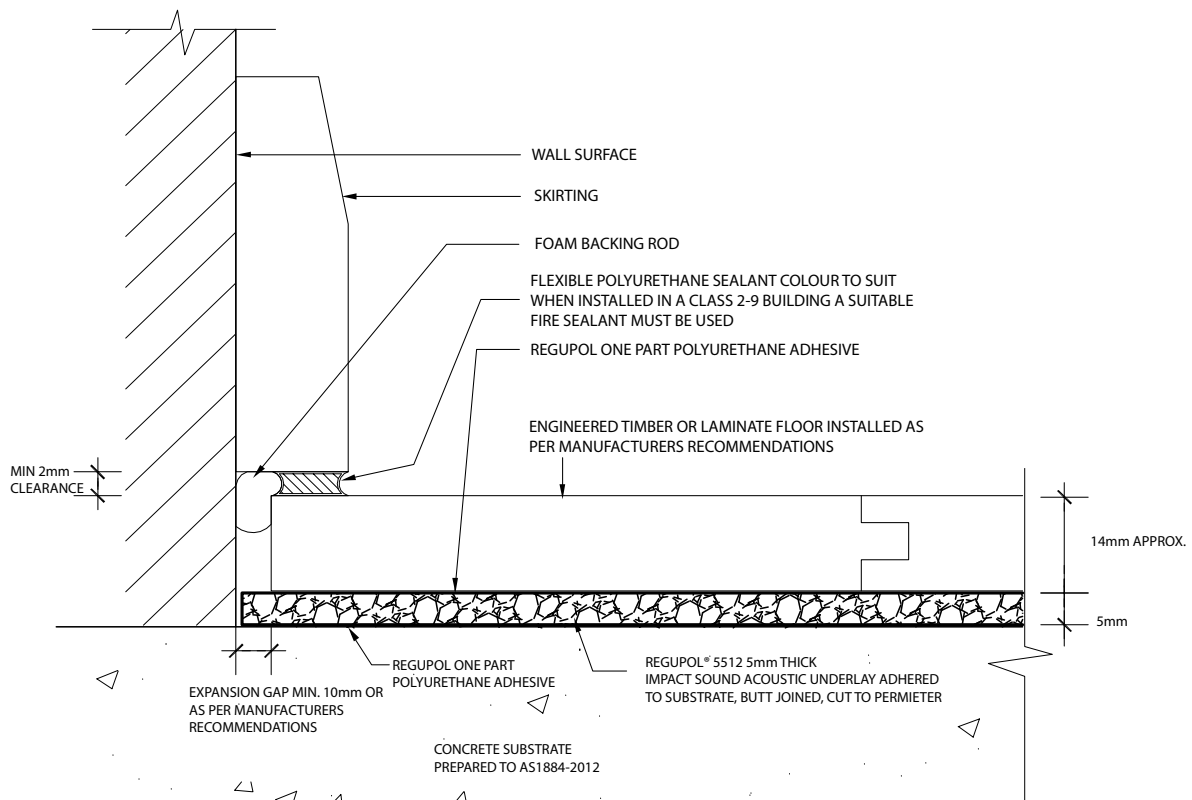 WALL SURFACE
SKIRTING
FOAM BACKING ROD
FLEXIBLE POLYURETHANE SEALANT COLOUR TO SUIT
WHEN INSTALLED IN A CLASS 2-9 BUILDING A SUITABLE
FIRE SEALANT MUST BE USED
REGUPOL ONE PART POLYURETHANE ADHESIVE
ENGINEERED TIMBER OR LAMINATE FLOOR INSTALLED AS
PER MANUFACTURERS RECOMMENDATIONS
MIN 2mm
CLEARANCE
14mm APPROX.
5mm
REGUPOL ONE PART
POLYURETHANE ADHESIVE
REGUPOL® 5512 5mm THICK
IMPACT SOUND ACOUSTIC UNDERLAY ADHERED
TO SUBSTRATE, BUTT JOINED, CUT TO PERMIETER
EXPANSION GAP MIN. 10mm OR
AS PER MANUFACTURERS
RECOMMENDATIONS
CONCRETE SUBSTRATE
PREPARED TO AS1884-2012